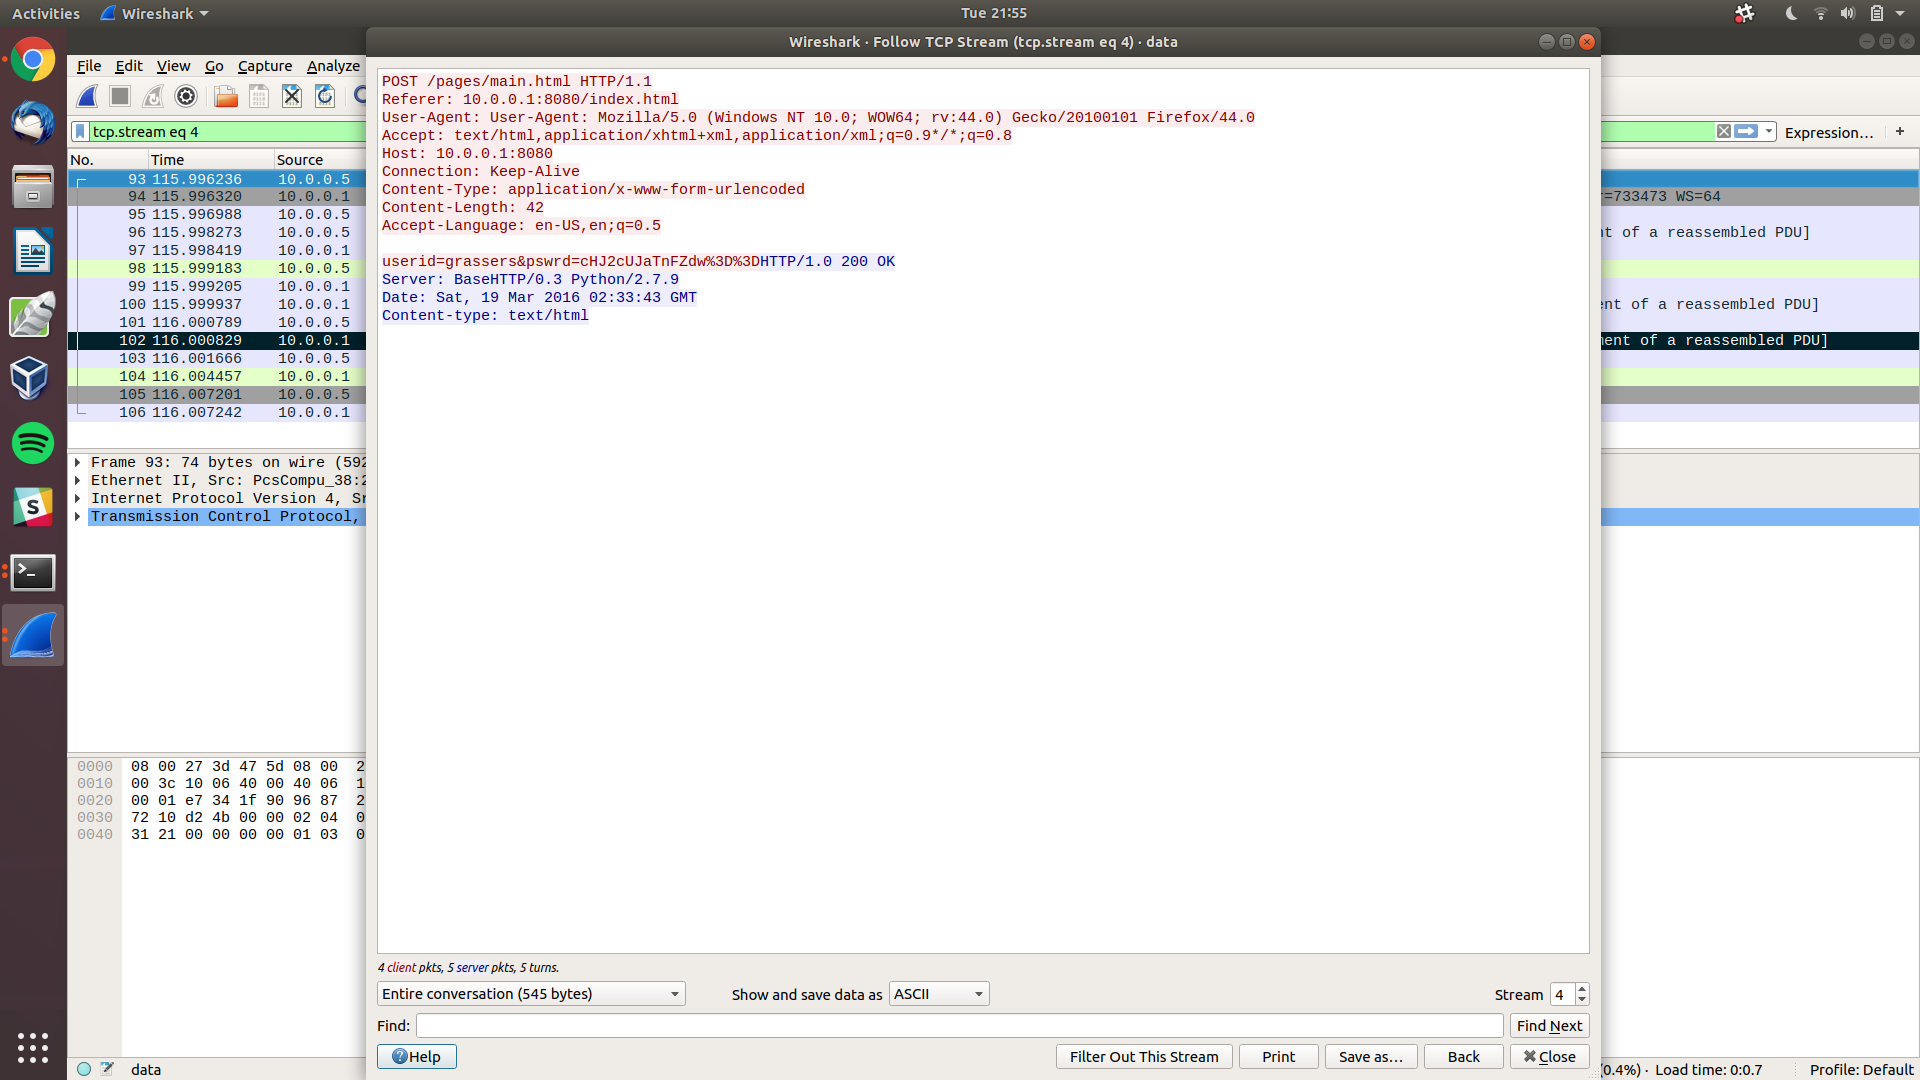 Activities Wireshark Tue 21:55
Wireshark · Follow TCP Stream (tcp.stream eq 4) · data
File Edit View Go Capture Analyze
tcp.stream eq 4 Expression… +
No. Time Source
93 115.996236 10.0.0.5
94 115.996320 10.0.0.1 =733473 WS=64
95 115.996988 10.0.0.5
96 115.998273 10.0.0.5 nt of a reassembled PDU]
97 115.998419 10.0.0.1
98 115.999183 10.0.0.5
99 115.999205 10.0.0.1
100 115.999937 10.0.0.1 ent of a reassembled PDU]
101 116.000789 10.0.0.5
102 116.000829 10.0.0.1 ment of a reassembled PDU]
103 116.001666 10.0.0.5
104 116.004457 10.0.0.1
105 116.007201 10.0.0.5
106 116.007242 10.0.0.1
Frame 93: 74 bytes on wire (592
Ethernet II, Src: PcsCompu_38:2
Internet Protocol Version 4, Sr
Transmission Control Protocol,
0000 08 00 27 3d 47 5d 08 00 2
0010 00 3c 10 06 40 00 40 06 1
0020 00 01 e7 34 1f 90 96 87 2
0030 72 10 d2 4b 00 00 02 04 0
0040 31 21 00 00 00 00 01 03 0
POST /pages/main.html HTTP/1.1
Referer: 10.0.0.1:8080/index.html
User-Agent: User-Agent: Mozilla/5.0 (Windows NT 10.0; WOW64; rv:44.0) Gecko/20100101 Firefox/44.0
Accept: text/html,application/xhtml+xml,application/xml;q=0.9*/*;q=0.8
Host: 10.0.0.1:8080
Connection: Keep-Alive
Content-Type: application/x-www-form-urlencoded
Content-Length: 42
Accept-Language: en-US,en;q=0.5
userid=grassers&pswrd=cHJ2cUJaTnFZdw%3D%3DHTTP/1.0 200 OK
Server: BaseHTTP/0.3 Python/2.7.9
Date: Sat, 19 Mar 2016 02:33:43 GMT
Content-type: text/html
4 client pkts, 5 server pkts, 5 turns.
Entire conversation (545 bytes) Show and save data as ASCII Stream 4
Find: Find Next
Help Filter Out This Stream Print Save as… Back Close
data (0.4%) · Load time: 0:0.7 Profile: Default